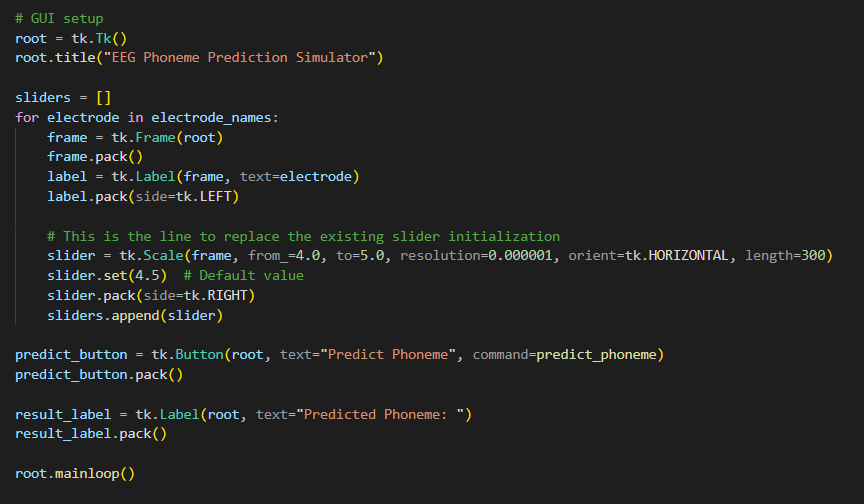 # GUI setup
root = tk.Tk()
root.title("EEG Phoneme Prediction Simulator")

sliders = []
for electrode in electrode_names:
    frame = tk.Frame(root)
    frame.pack()
    label = tk.Label(frame, text=electrode)
    label.pack(side=tk.LEFT)

    # This is the line to replace the existing slider initialization
    slider = tk.Scale(frame, from_=4.0, to=5.0, resolution=0.000001, orient=tk.HORIZONTAL, length=300)
    slider.set(4.5)  # Default value
    slider.pack(side=tk.RIGHT)
    sliders.append(slider)

predict_button = tk.Button(root, text="Predict Phoneme", command=predict_phoneme)
predict_button.pack()

result_label = tk.Label(root, text="Predicted Phoneme: ")
result_label.pack()

root.mainloop()